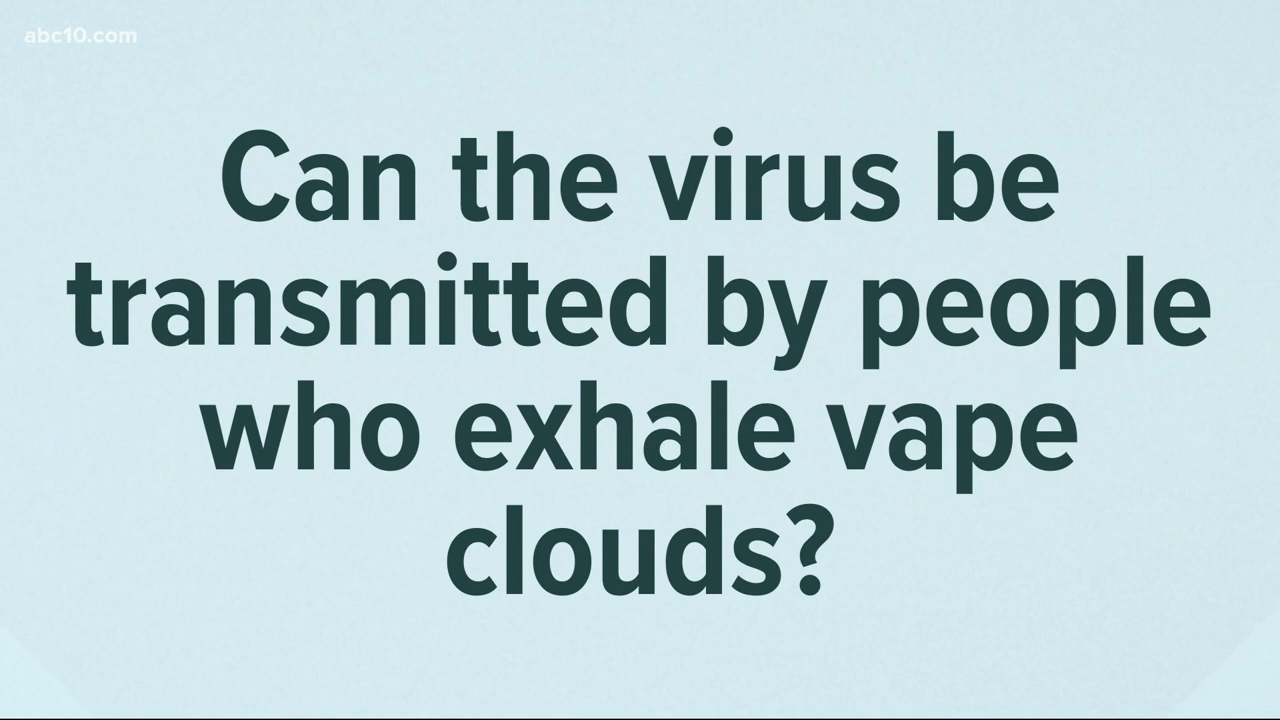 abc10.com
Can the virus be
transmitted by people
who exhale vape
clouds?